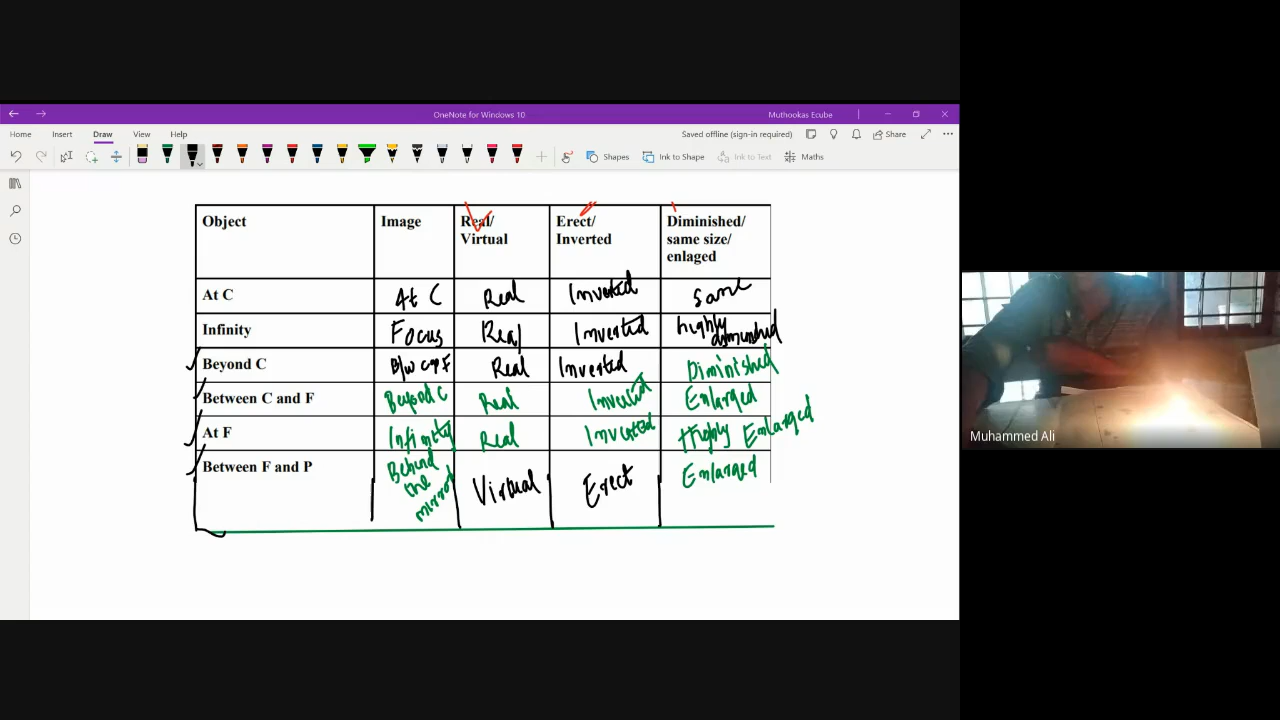 OneNote for Windows 10
Muthookas Ecube
Home Insert Draw View Help
Saved offline (sign-in required) Share
Shapes Ink to Shape Ink to Text Maths
Object Image Real/ Virtual Erect/ Inverted Diminished/ same size/ enlaged
At C At C Real Inverted Same
Infinity Focus Real Inverted highly diminished
Beyond C B/w C & F Real Inverted Diminished
Between C and F Beyond C Real Inverted Enlarged
At F Infinity Real Inverted Highly Enlarged
Between F and P Behind the mirror Virtual Erect Enlarged
Muhammed Ali